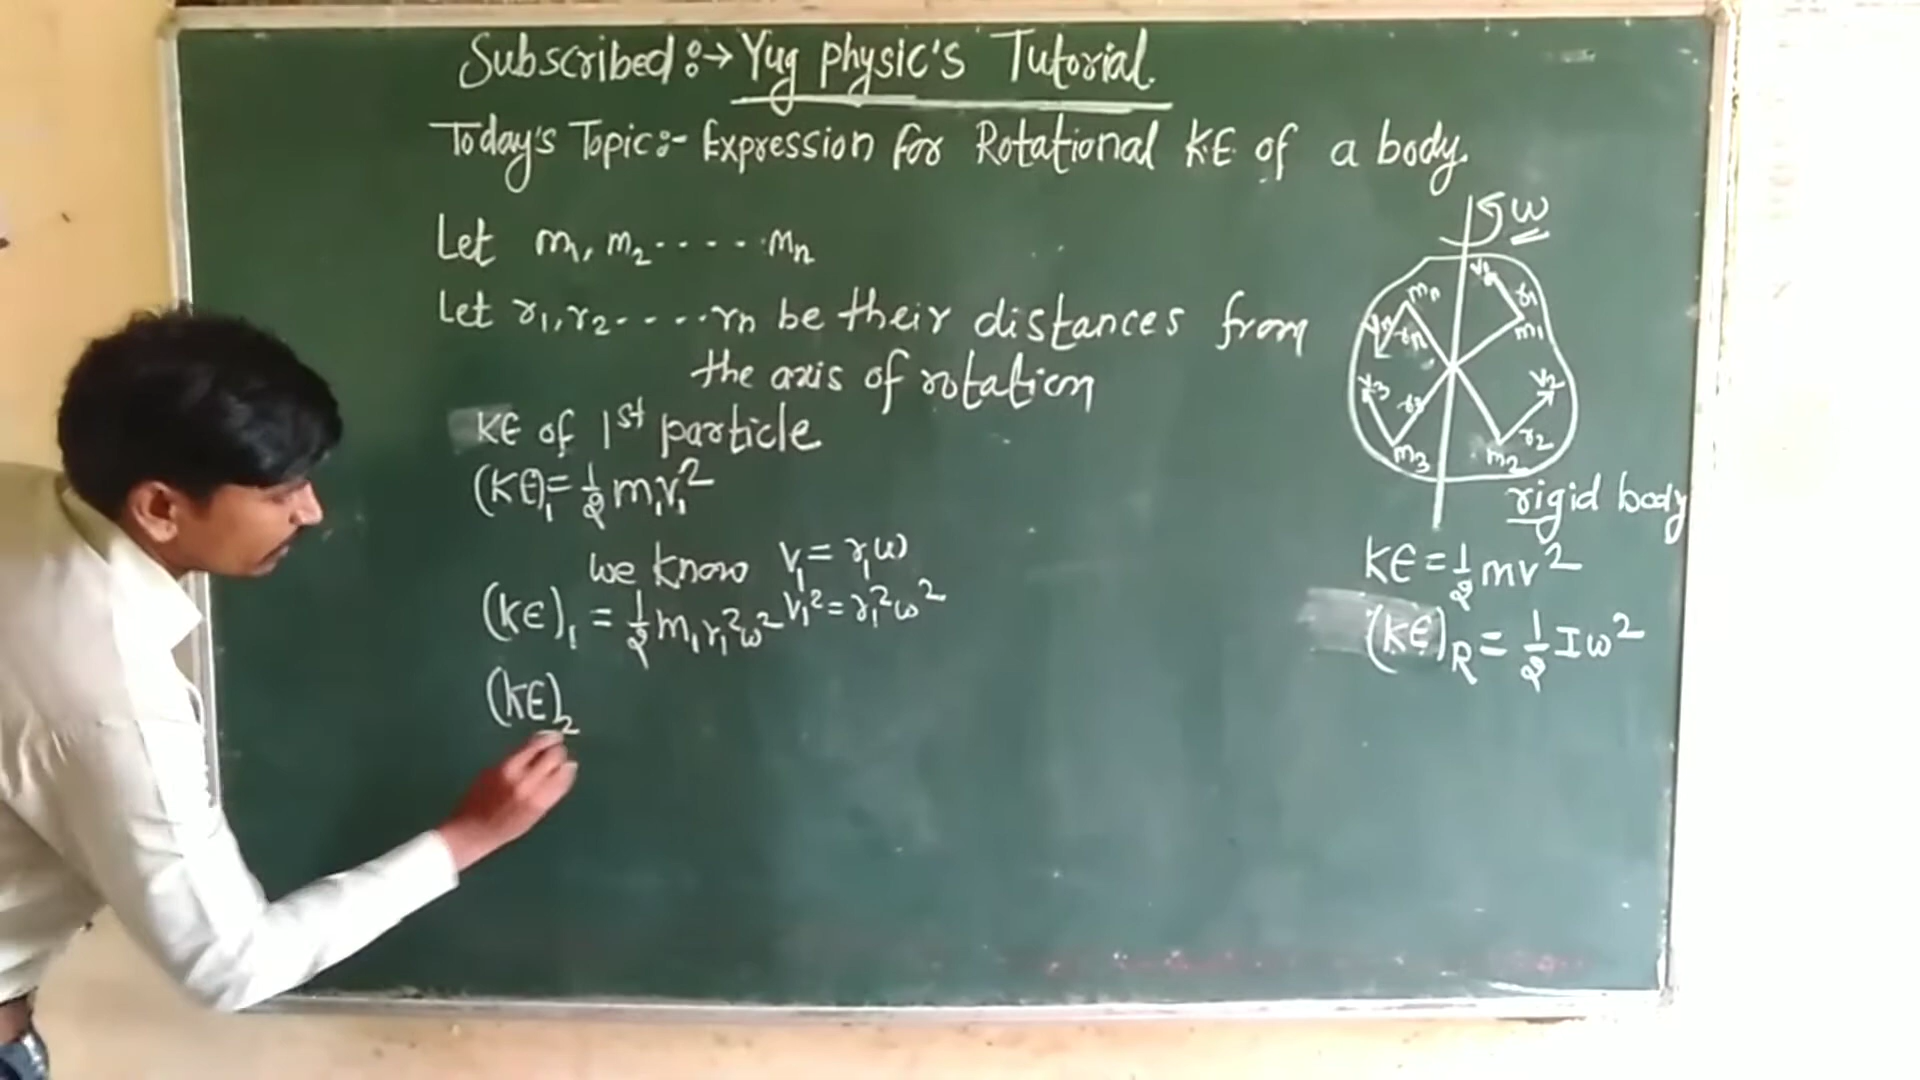 Subscribed :→ Yug physic's Tutorial.
Today's Topic:- Expression for Rotational K.E. of a body.
Let m₁, m₂ ----- mₙ
Let r₁, r₂ ----- rn be their distances from
the axis of rotation
KE of 1st particle
(KE)₁ = 1/2 m₁v₁²
we know v₁ = r₁ω
(KE)₁ = 1/2 m₁r₁²ω² v₁² = r₁²ω²
(KE)₂
ω
v₁
r₁
m₁
mₙ
vₙ
rₙ
v₃
r₃
m₃
v₂
r₂
m₂
rigid body
KE = 1/2 mv²
(KE)R = 1/2 Iω²